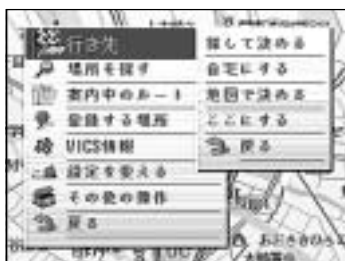 行き先
場所を探す
案内中のルート
登録する場所
VICS情報
設定を変える
その他の操作
戻る
探して決める
自宅にする
地図で決める
ここにする
戻る